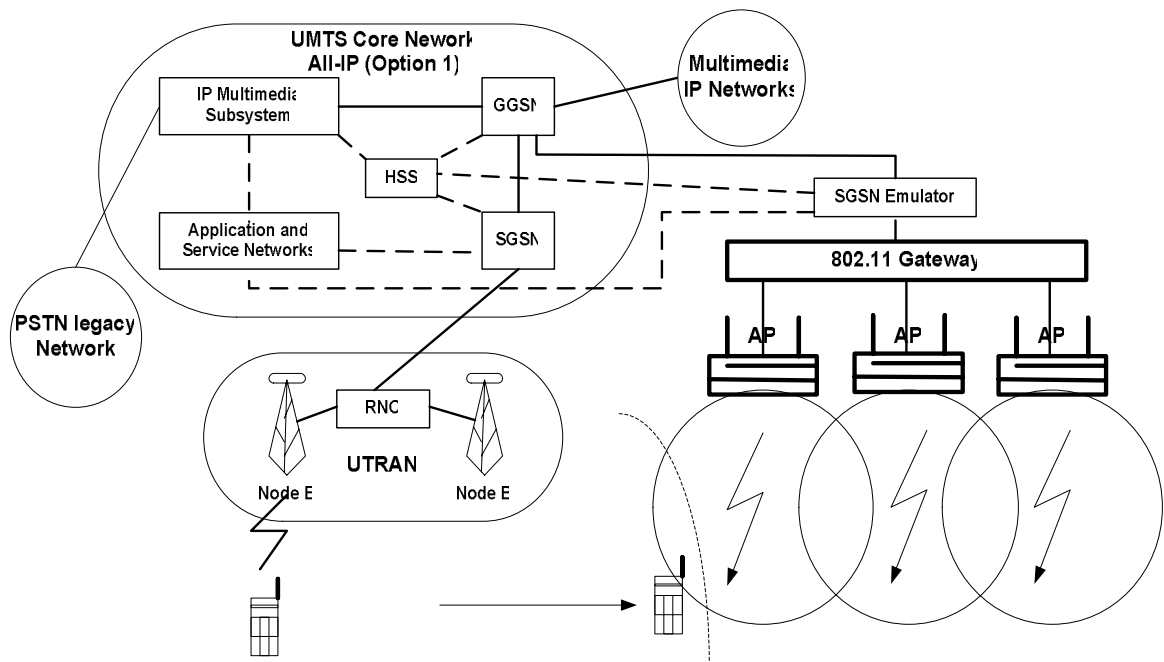 UMTS Core Nework
All-IP (Option 1)
Multimedia
IP Networks
IP Multimedia
Subsystem
GGSN
HSS
SGSN Emulator
Application and
Service Networks
SGSN
802.11 Gateway
PSTN legacy
Network
AP
AP
AP
RNC
UTRAN
Node B
Node B